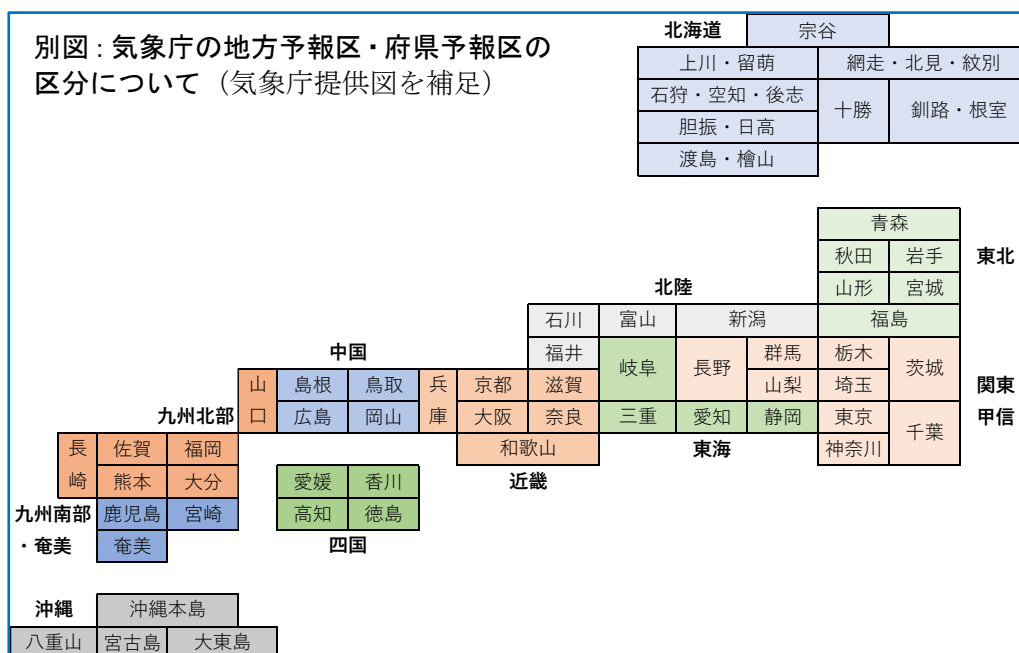 別図：気象庁の地方予報区・府県予報区の
区分について（気象庁提供図を補足）
北海道
宗谷
上川・留萌
網走・北見・紋別
石狩・空知・後志
十勝
釧路・根室
胆振・日高
渡島・檜山
青森
秋田
岩手
東北
山形
宮城
北陸
石川
富山
新潟
福島
中国
福井
岐阜
長野
群馬
栃木
茨城
山口
島根
鳥取
兵庫
京都
滋賀
山梨
埼玉
関東
甲信
九州北部
広島
岡山
大阪
奈良
三重
愛知
静岡
東京
千葉
長崎
佐賀
福岡
和歌山
近畿
東海
神奈川
熊本
大分
愛媛
香川
九州南部
・奄美
鹿児島
宮崎
高知
徳島
奄美
四国
沖縄
沖縄本島
八重山
宮古島
大東島